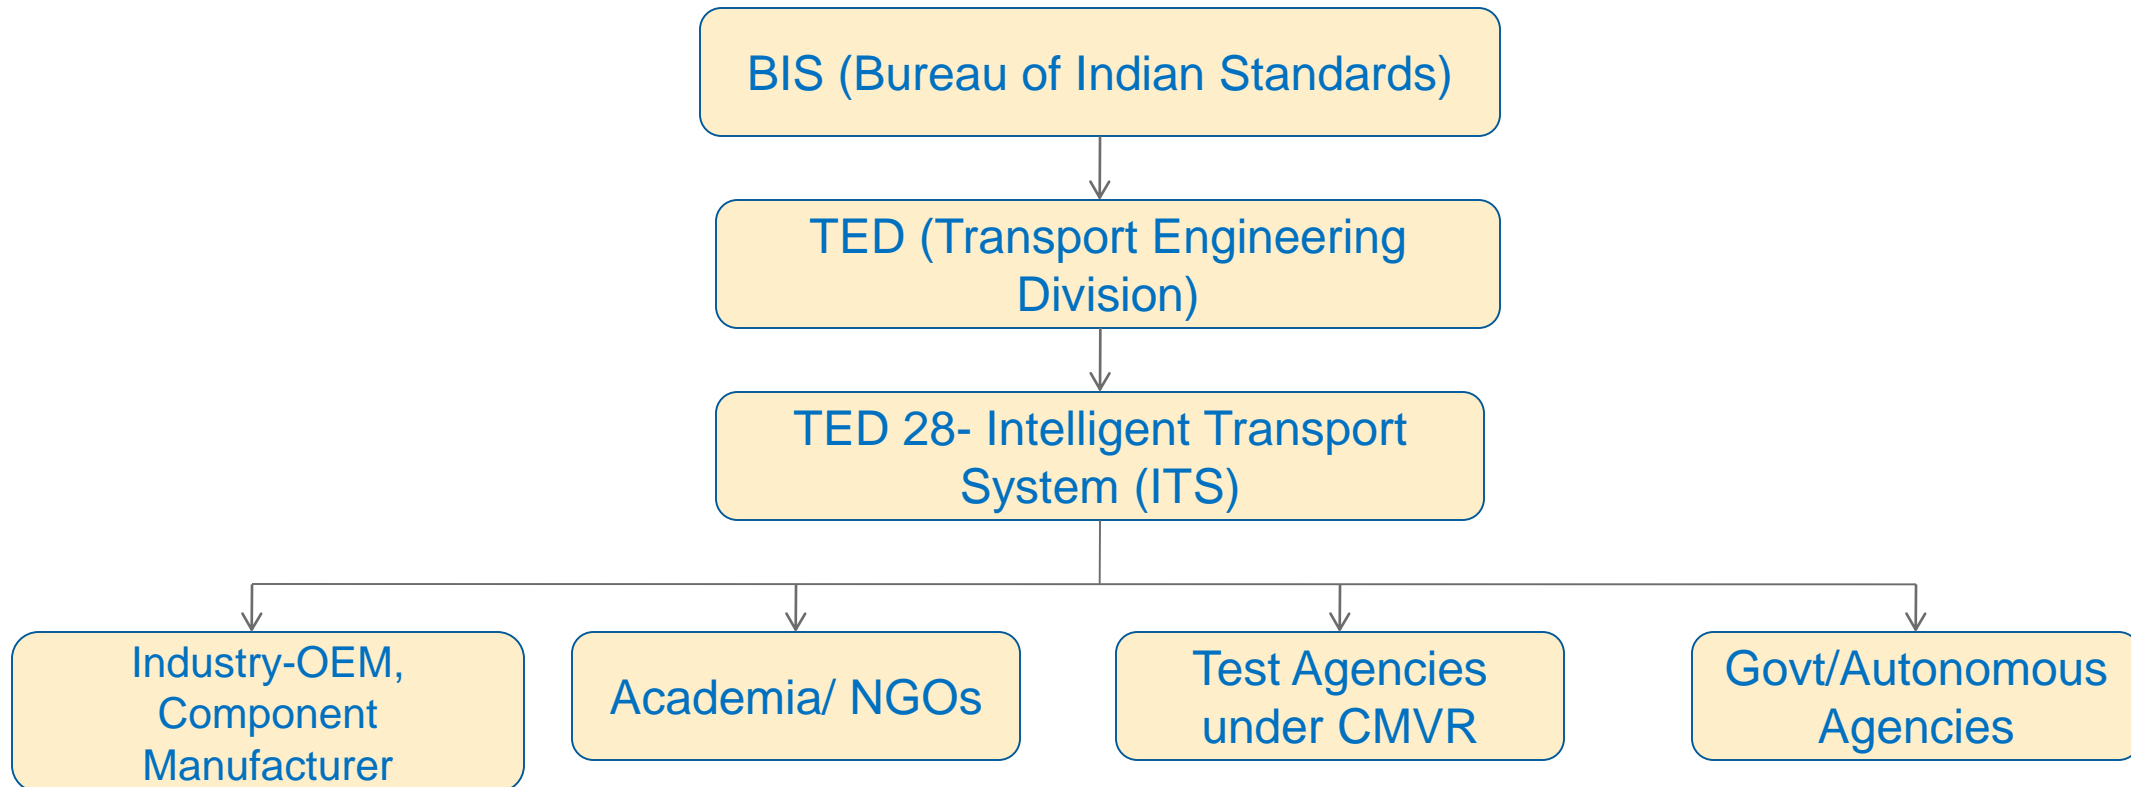 BIS (Bureau of Indian Standards)
TED (Transport Engineering
Division)
TED 28- Intelligent Transport
System (ITS)
Industry-OEM,
Component
Manufacturer
Academia/ NGOs
Test Agencies
under CMVR
Govt/Autonomous
Agencies